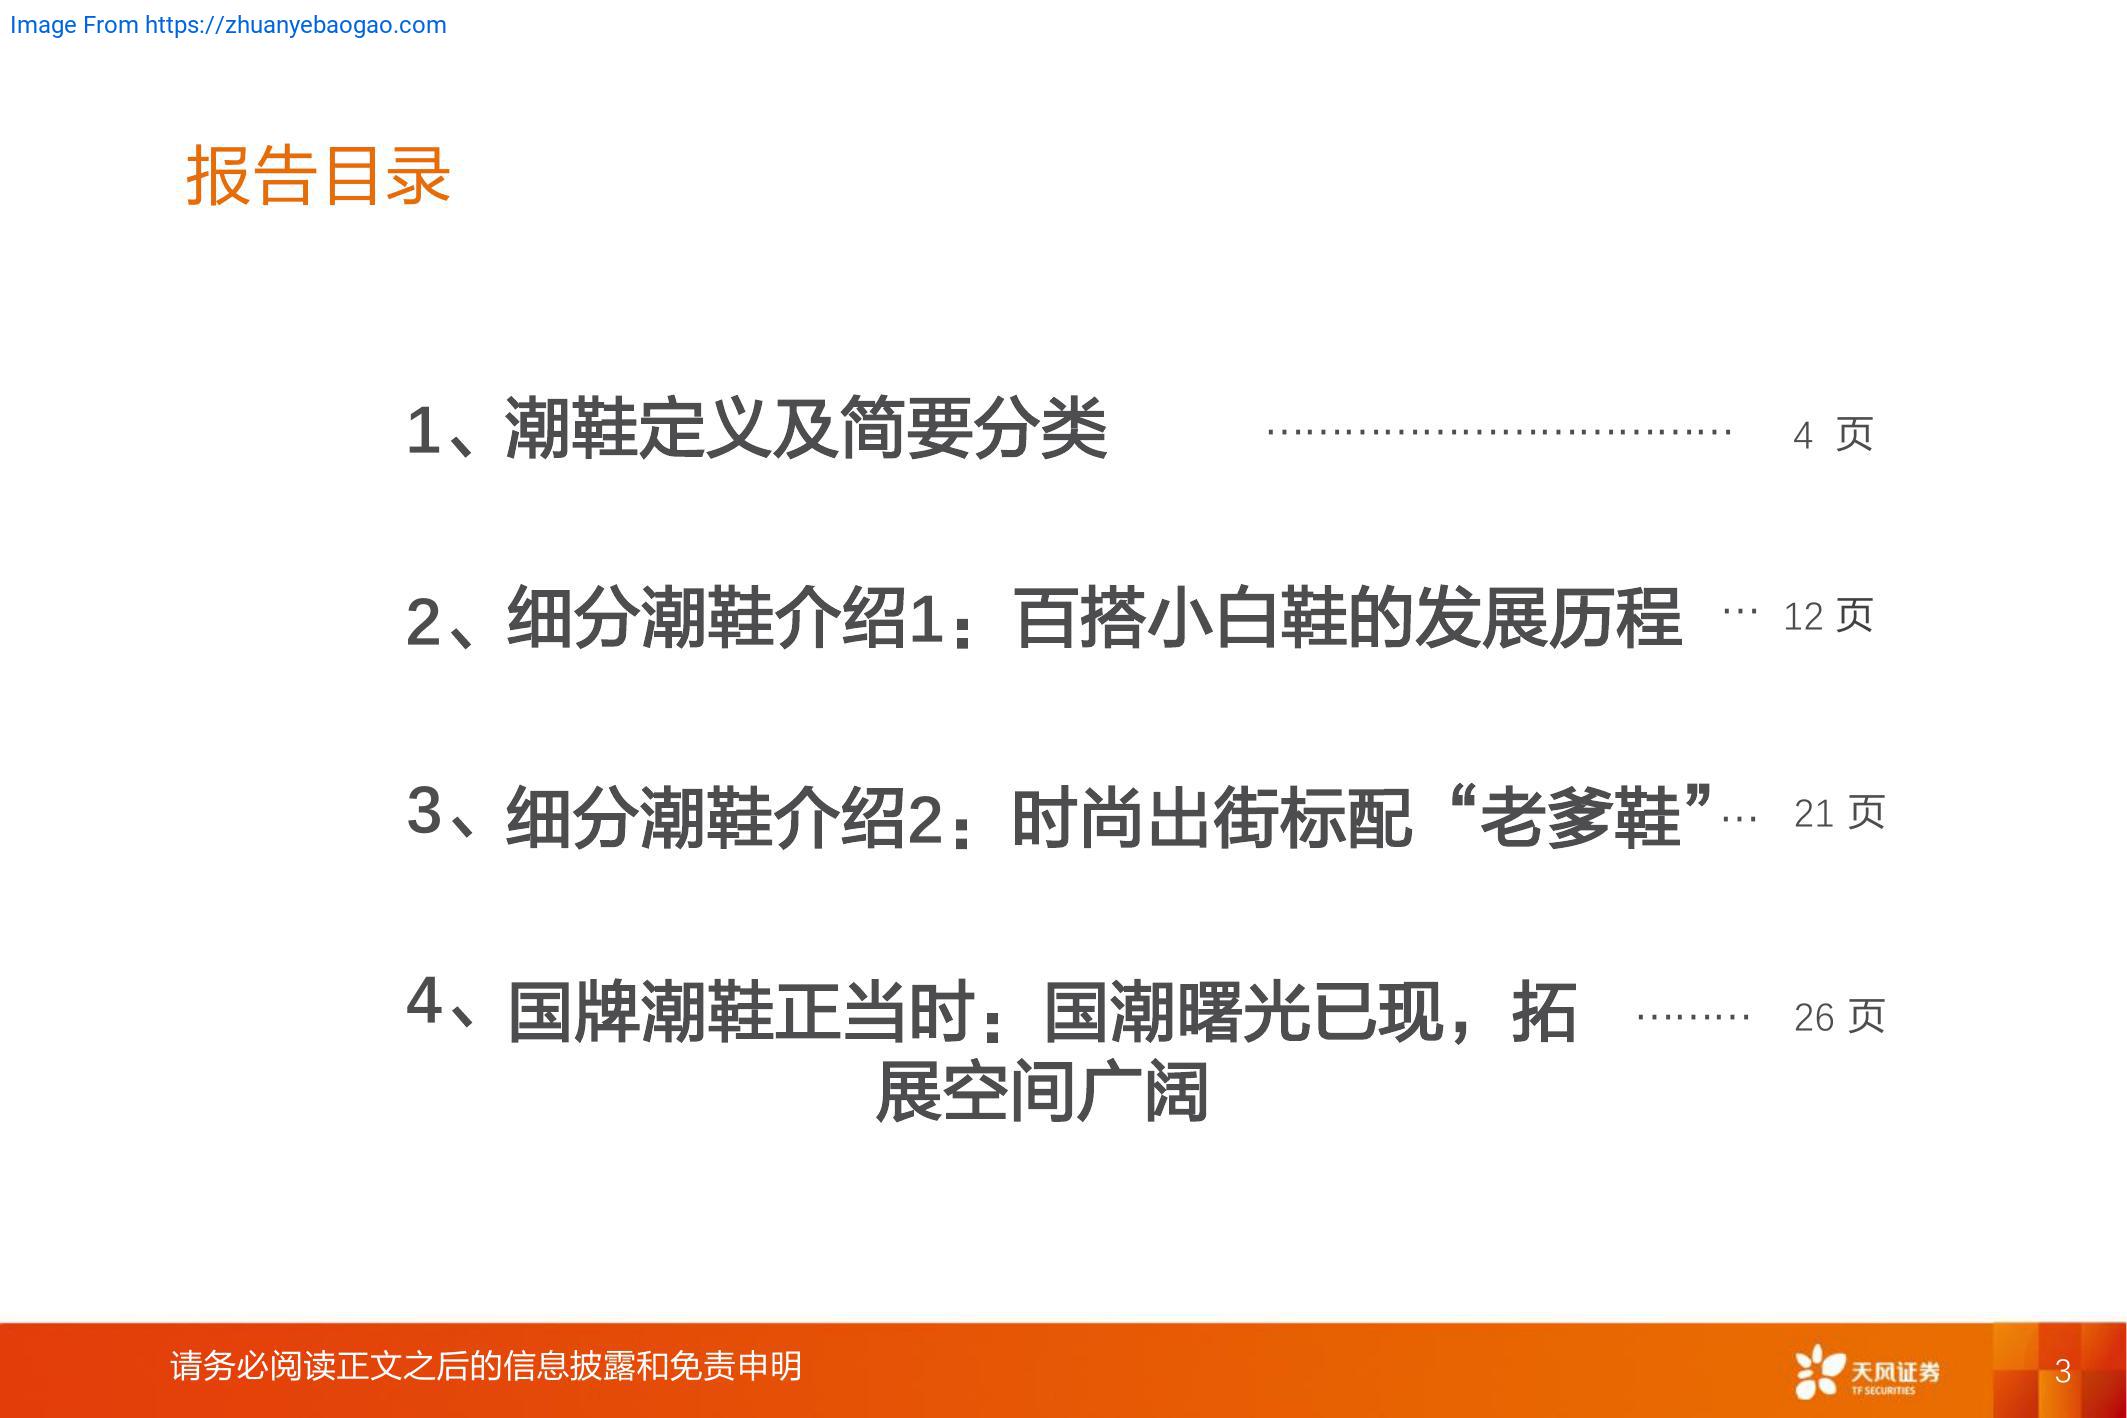 Image From https://zhuanyebaogao.com
报告目录
1、潮鞋定义及简要分类 ………………………………… 4 页
2、细分潮鞋介绍1：百搭小白鞋的发展历程 … 12 页
3、细分潮鞋介绍2：时尚出街标配“老爹鞋”… 21 页
4、国牌潮鞋正当时：国潮曙光已现，拓 ……… 26 页
展空间广阔
请务必阅读正文之后的信息披露和免责申明
天风证券
TF SECURITIES
3